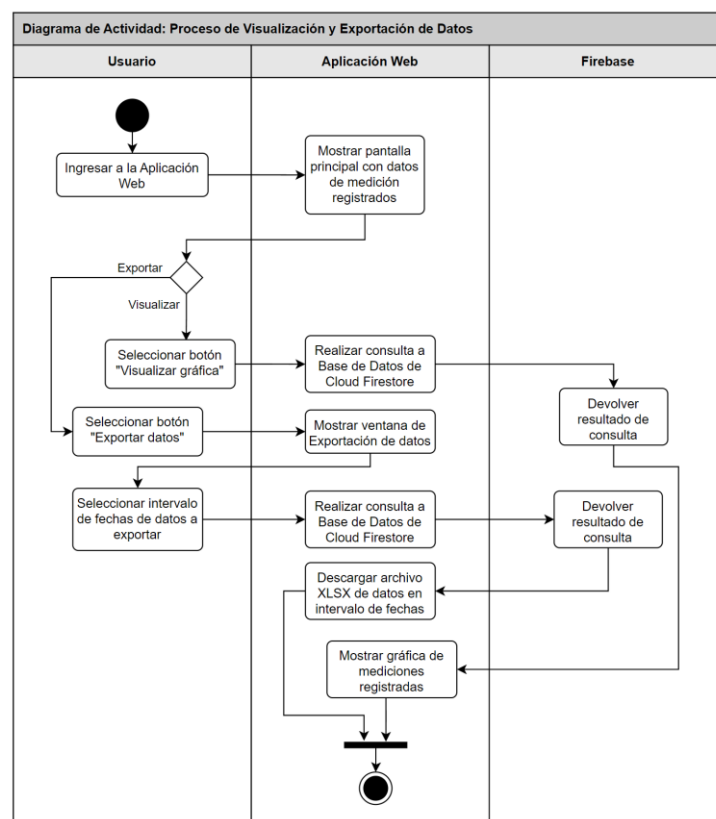 Diagrama de Actividad: Proceso de Visualización y Exportación de Datos
Usuario
Aplicación Web
Firebase
Ingresar a la Aplicación
Web
Mostrar pantalla
principal con datos
de medición
registrados
Exportar
Visualizar
Seleccionar botón
"Visualizar gráfica"
Realizar consulta a
Base de Datos de
Cloud Firestore
Devolver
resultado de
consulta
Seleccionar botón
"Exportar datos"
Mostrar ventana de
Exportación de datos
Seleccionar intervalo
de fechas de datos a
exportar
Realizar consulta a
Base de Datos de
Cloud Firestore
Devolver
resultado de
consulta
Descargar archivo
XLSX de datos en
intervalo de fechas
Mostrar gráfica de
mediciones
registradas